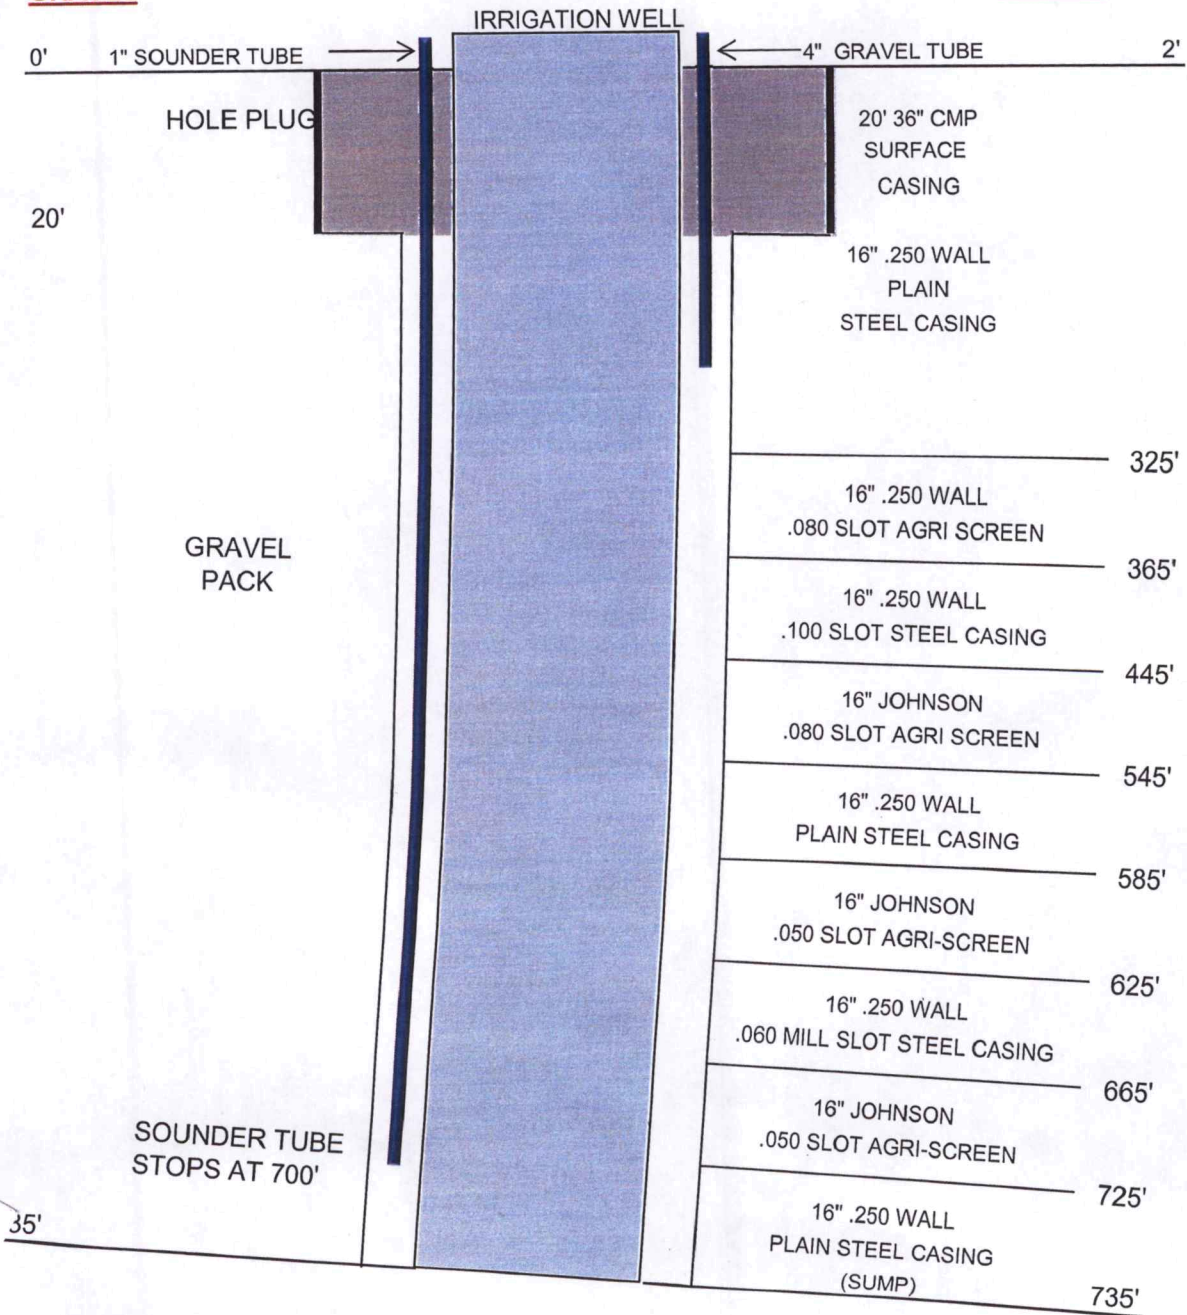 IRRIGATION WELL
0'
1" SOUNDER TUBE
4" GRAVEL TUBE
2'
HOLE PLUG
20' 36" CMP
SURFACE
CASING
20'
16" .250 WALL
PLAIN
STEEL CASING
325'
16" .250 WALL
.080 SLOT AGRI SCREEN
GRAVEL
PACK
365'
16" .250 WALL
.100 SLOT STEEL CASING
445'
16" JOHNSON
.080 SLOT AGRI SCREEN
545'
16" .250 WALL
PLAIN STEEL CASING
585'
16" JOHNSON
.050 SLOT AGRI-SCREEN
625'
16" .250 WALL
.060 MILL SLOT STEEL CASING
665'
16" JOHNSON
.050 SLOT AGRI-SCREEN
SOUNDER TUBE
STOPS AT 700'
725'
35'
16" .250 WALL
PLAIN STEEL CASING
(SUMP)
735'